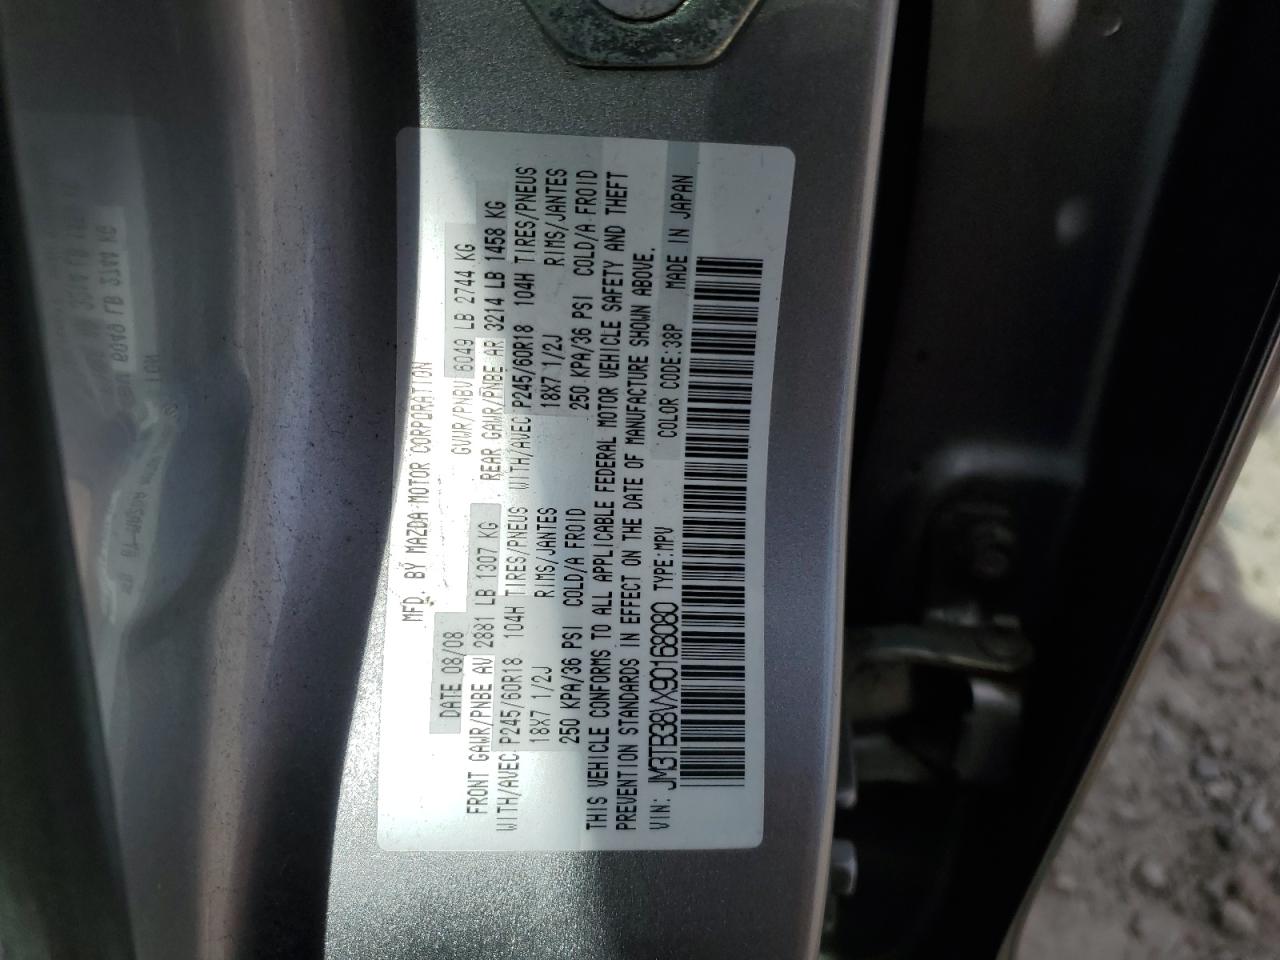 MFD. BY MAZDA MOTOR CORPORATION
DATE 08/08 GVWR/PNBV 6049 LB 2744 KG
FRONT GAWR/PNBE AV 2881 LB 1307 KG REAR GAWR/PNBE AR 3214 LB 1458 KG
WITH/AVEC P245/60R18 104H TIRES/PNEUS WITH/AVEC P245/60R18 104H TIRES/PNEUS
18X7 1/2J RIMS/JANTES 18X7 1/2J RIMS/JANTES
250 KPA/36 PSI COLD/A FROID 250 KPA/36 PSI COLD/A FROID
THIS VEHICLE CONFORMS TO ALL APPLICABLE FEDERAL MOTOR VEHICLE SAFETY AND THEFT
PREVENTION STANDARDS IN EFFECT ON THE DATE OF MANUFACTURE SHOWN ABOVE.
VIN: JM3TB38VX90168080 TYPE:MPV COLOR CODE:38P MADE IN JAPAN